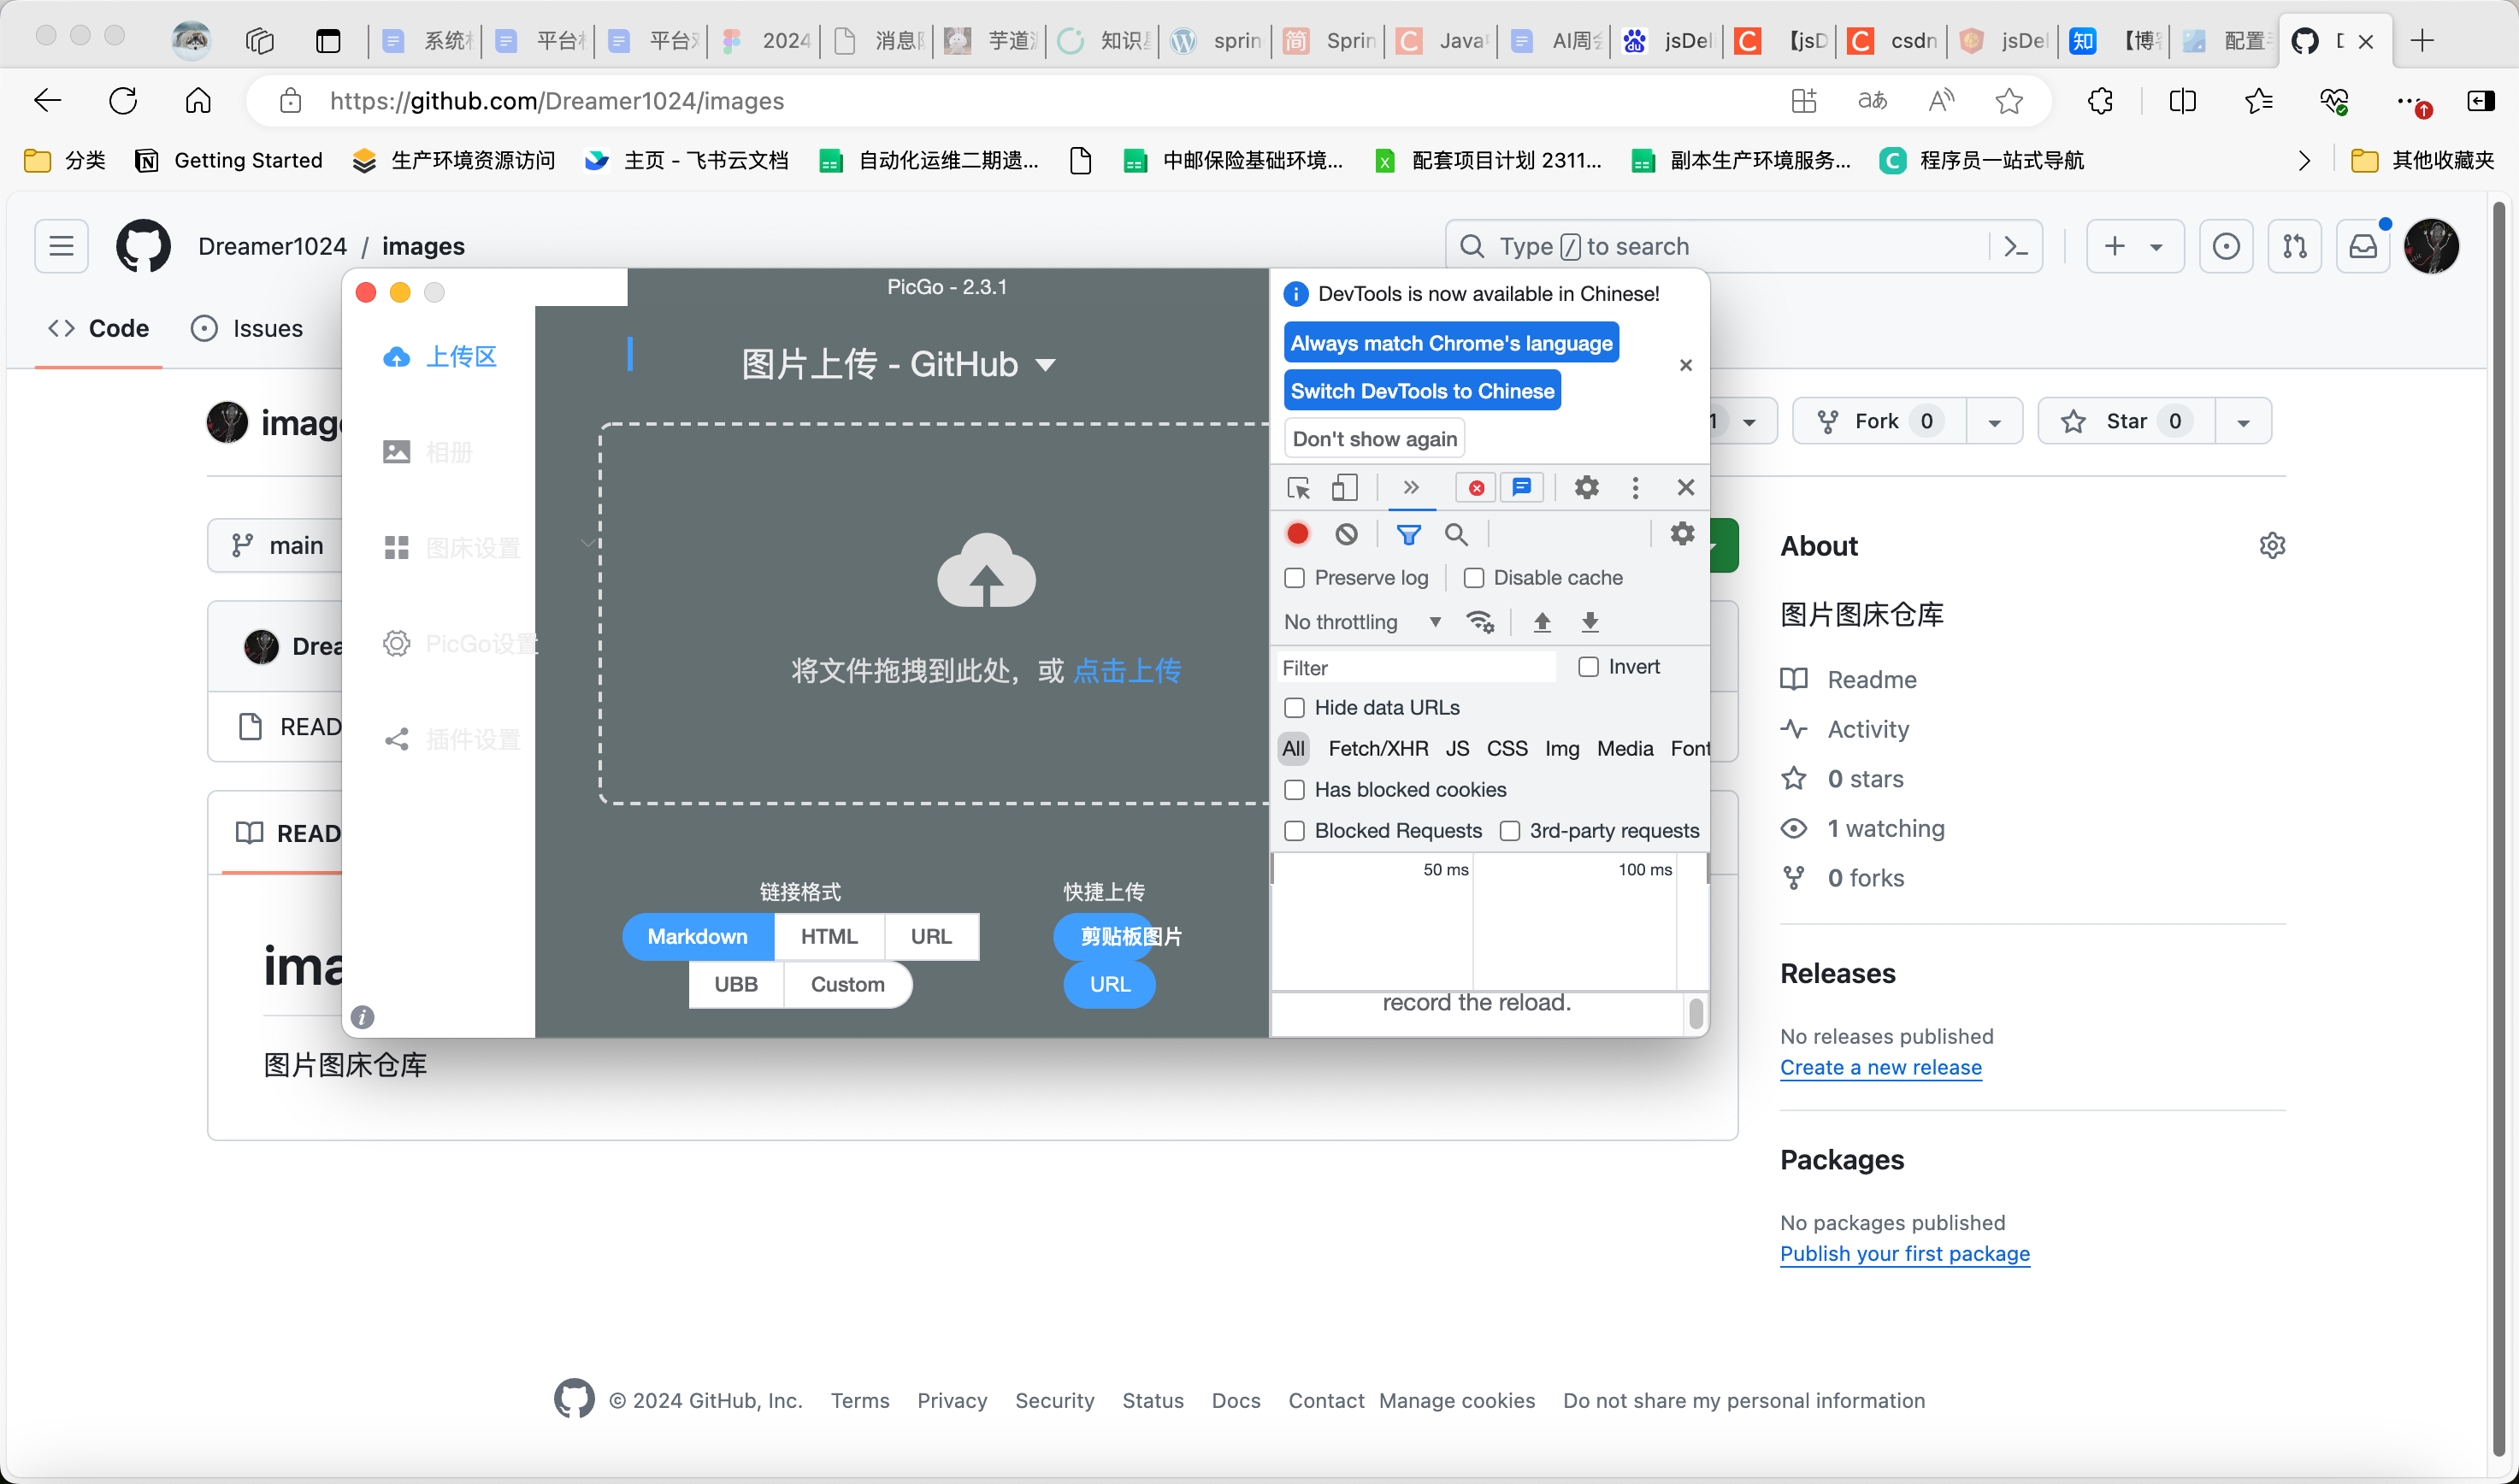 系统
平台
平台
2024
消息
芋道
知识
sprin
Sprin
Java
AI周
jsDel
【jsD
csdn
jsDel
【博
配置
https://github.com/Dreamer1024/images
分类
Getting Started
生产环境资源访问
主页 - 飞书云文档
自动化运维二期遗...
中邮保险基础环境...
配套项目计划 2311...
副本生产环境服务...
程序员一站式导航
其他收藏夹
Dreamer1024 / images
Type / to search
Code
Issues
image
1
Fork 0
Star 0
main
Drea
READ
READ
ima
图片图床仓库
PicGo - 2.3.1
上传区
相册
图床设置
PicGo设置
插件设置
图片上传 - GitHub
将文件拖拽到此处，或 点击上传
链接格式
快捷上传
Markdown
HTML
URL
剪贴板图片
UBB
Custom
URL
DevTools is now available in Chinese!
Always match Chrome's language
Switch DevTools to Chinese
Don't show again
Preserve log
Disable cache
No throttling
Filter
Invert
Hide data URLs
All Fetch/XHR JS CSS Img Media Font
Has blocked cookies
Blocked Requests
3rd-party requests
50 ms
100 ms
record the reload.
About
图片图床仓库
Readme
Activity
0 stars
1 watching
0 forks
Releases
No releases published
Create a new release
Packages
No packages published
Publish your first package
© 2024 GitHub, Inc.
Terms
Privacy
Security
Status
Docs
Contact
Manage cookies
Do not share my personal information